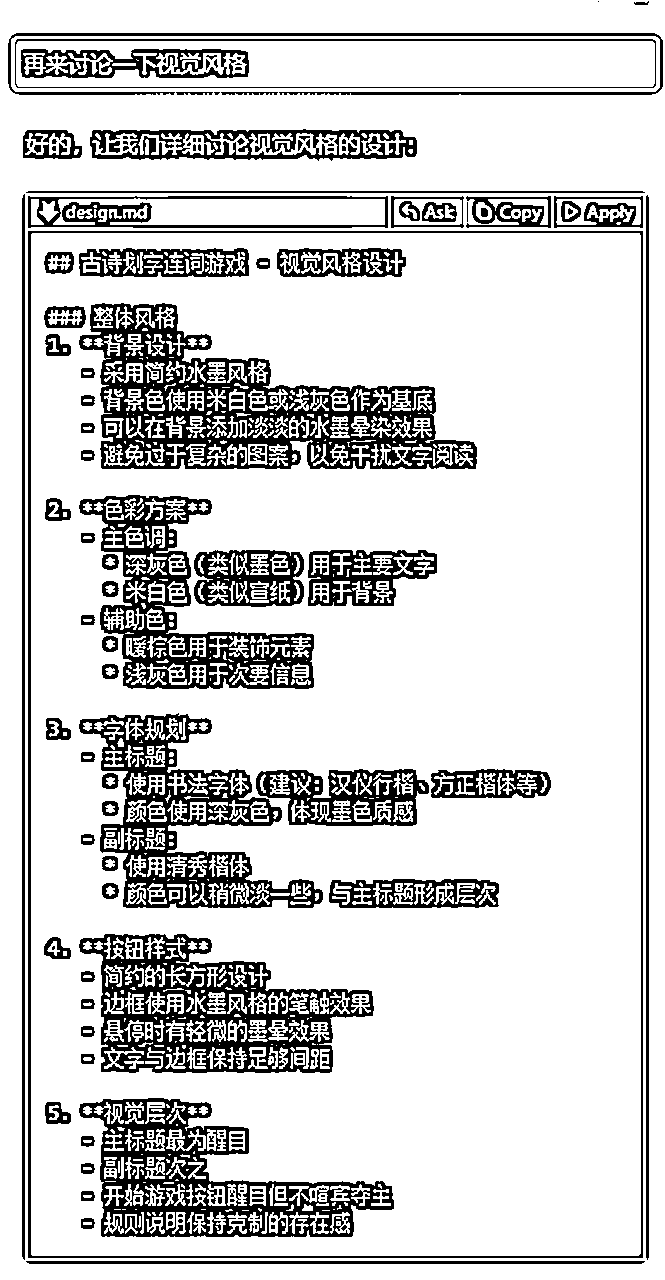 再来讨论一下视觉风格
好的，让我们详细讨论视觉风格的设计：
design.md Ask Copy Apply
## 古诗划字连词游戏 - 视觉风格设计
### 整体风格
1. **背景设计**
- 采用简约水墨风格
- 背景色使用米白色或浅灰色作为基底
- 可以在背景添加淡淡的水墨晕染效果
- 避免过于复杂的图案，以免干扰文字阅读
2. **色彩方案**
- 主色调：
* 深灰色（类似墨色）用于主要文字
* 米白色（类似宣纸）用于背景
- 辅助色：
* 暖棕色用于装饰元素
* 浅灰色用于次要信息
3. **字体规划**
- 主标题：
* 使用书法字体（建议：汉仪行楷、方正楷体等）
* 颜色使用深灰色，体现墨色质感
- 副标题：
* 使用清秀楷体
* 颜色可以稍微淡一些，与主标题形成层次
4. **按钮样式**
- 简约的长方形设计
- 边框使用水墨风格的笔触效果
- 悬停时有轻微的墨晕效果
- 文字与边框保持足够间距
5. **视觉层次**
- 主标题最为醒目
- 副标题次之
- 开始游戏按钮醒目但不喧宾夺主
- 规则说明保持克制的存在感